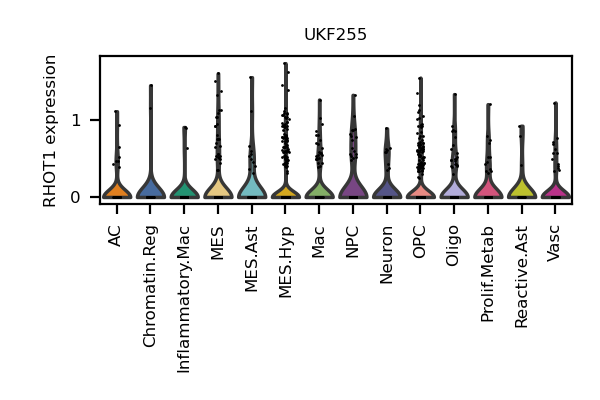 UKF255
RHOT1 expression
1
0
AC
Chromatin.Reg
Inflammatory.Mac
MES
MES.Ast
MES.Hyp
Mac
NPC
Neuron
OPC
Oligo
Prolif.Metab
Reactive.Ast
Vasc